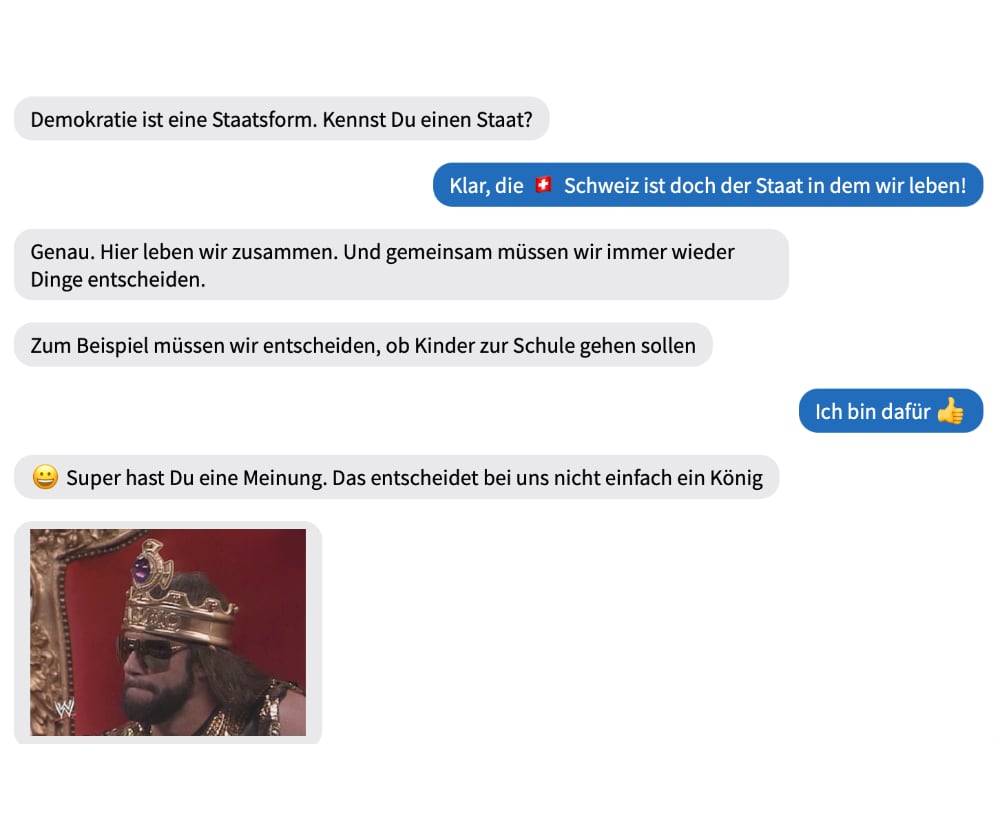 Demokratie ist eine Staatsform. Kennst Du einen Staat?
Klar, die 🇨🇭 Schweiz ist doch der Staat in dem wir leben!
Genau. Hier leben wir zusammen. Und gemeinsam müssen wir immer wieder
Dinge entscheiden.
Zum Beispiel müssen wir entscheiden, ob Kinder zur Schule gehen sollen
Ich bin dafür 👍
😀 Super hast Du eine Meinung. Das entscheidet bei uns nicht einfach ein König
W